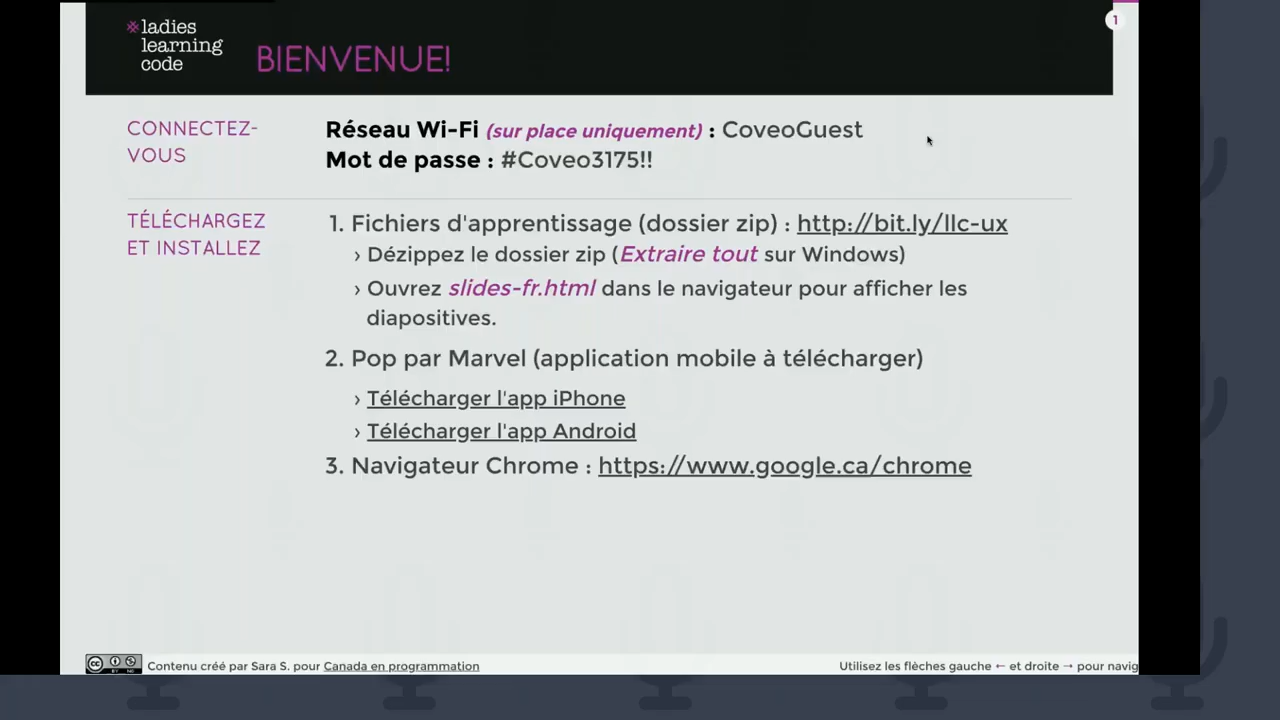 ladies
learning
code
BIENVENUE!
1
CONNECTEZ-
VOUS
Réseau Wi-Fi (sur place uniquement) : CoveoGuest
Mot de passe : #Coveo3175!!
TÉLÉCHARGEZ
ET INSTALLEZ
1. Fichiers d'apprentissage (dossier zip) : http://bit.ly/llc-ux
› Dézippez le dossier zip (Extraire tout sur Windows)
› Ouvrez slides-fr.html dans le navigateur pour afficher les
diapositives.
2. Pop par Marvel (application mobile à télécharger)
› Télécharger l'app iPhone
› Télécharger l'app Android
3. Navigateur Chrome : https://www.google.ca/chrome
Contenu créé par Sara S. pour Canada en programmation
Utilisez les flèches gauche ← et droite → pour navig